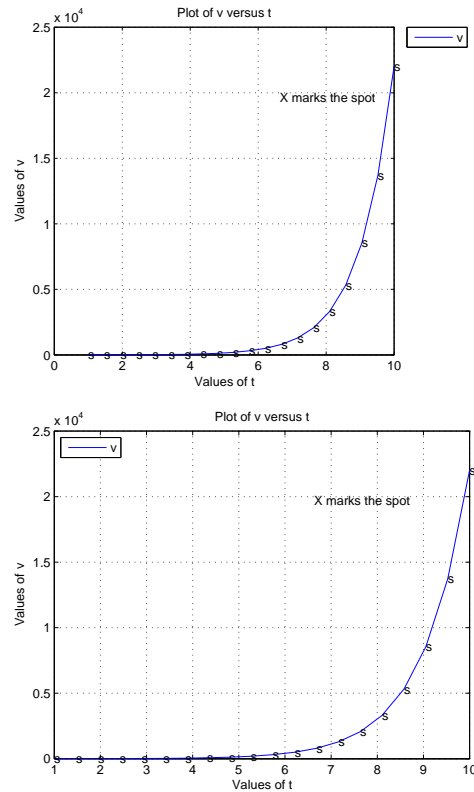 Plot of v versus t
x 10^4
2.5
v
2
X marks the spot
1.5
Values of v
1
0.5
0
s s s s s s s s s s s s s s s s s s s s
0 2 4 6 8 10
Values of t
Plot of v versus t
x 10^4
2.5
v
2
X marks the spot
1.5
Values of v
1
0.5
0
s s s s s s s s s s s s s s s s s s s s
1 2 3 4 5 6 7 8 9 10
Values of t